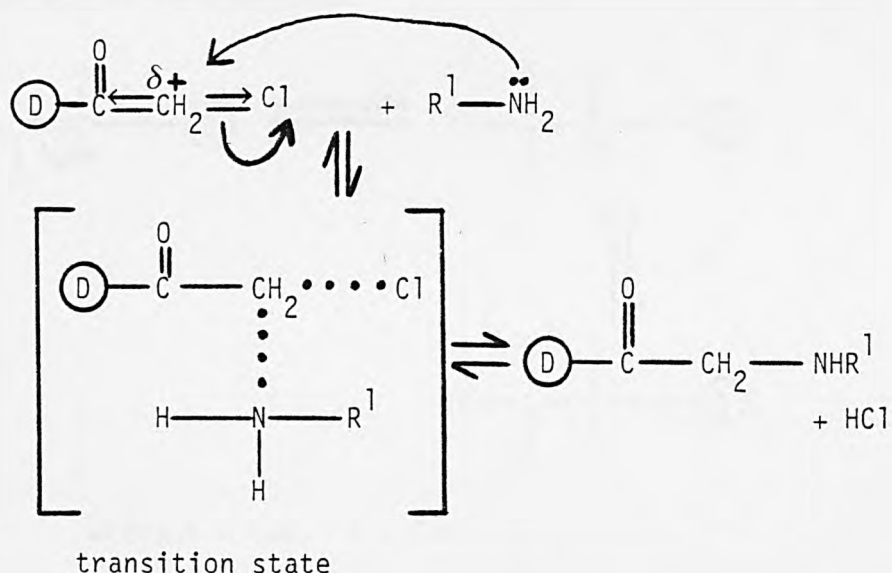 O
δ+
D C CH2 Cl + R1 NH2
O
D C CH2 Cl
H N R1
H
O
D C CH2 NHR1
+ HCl
transition state